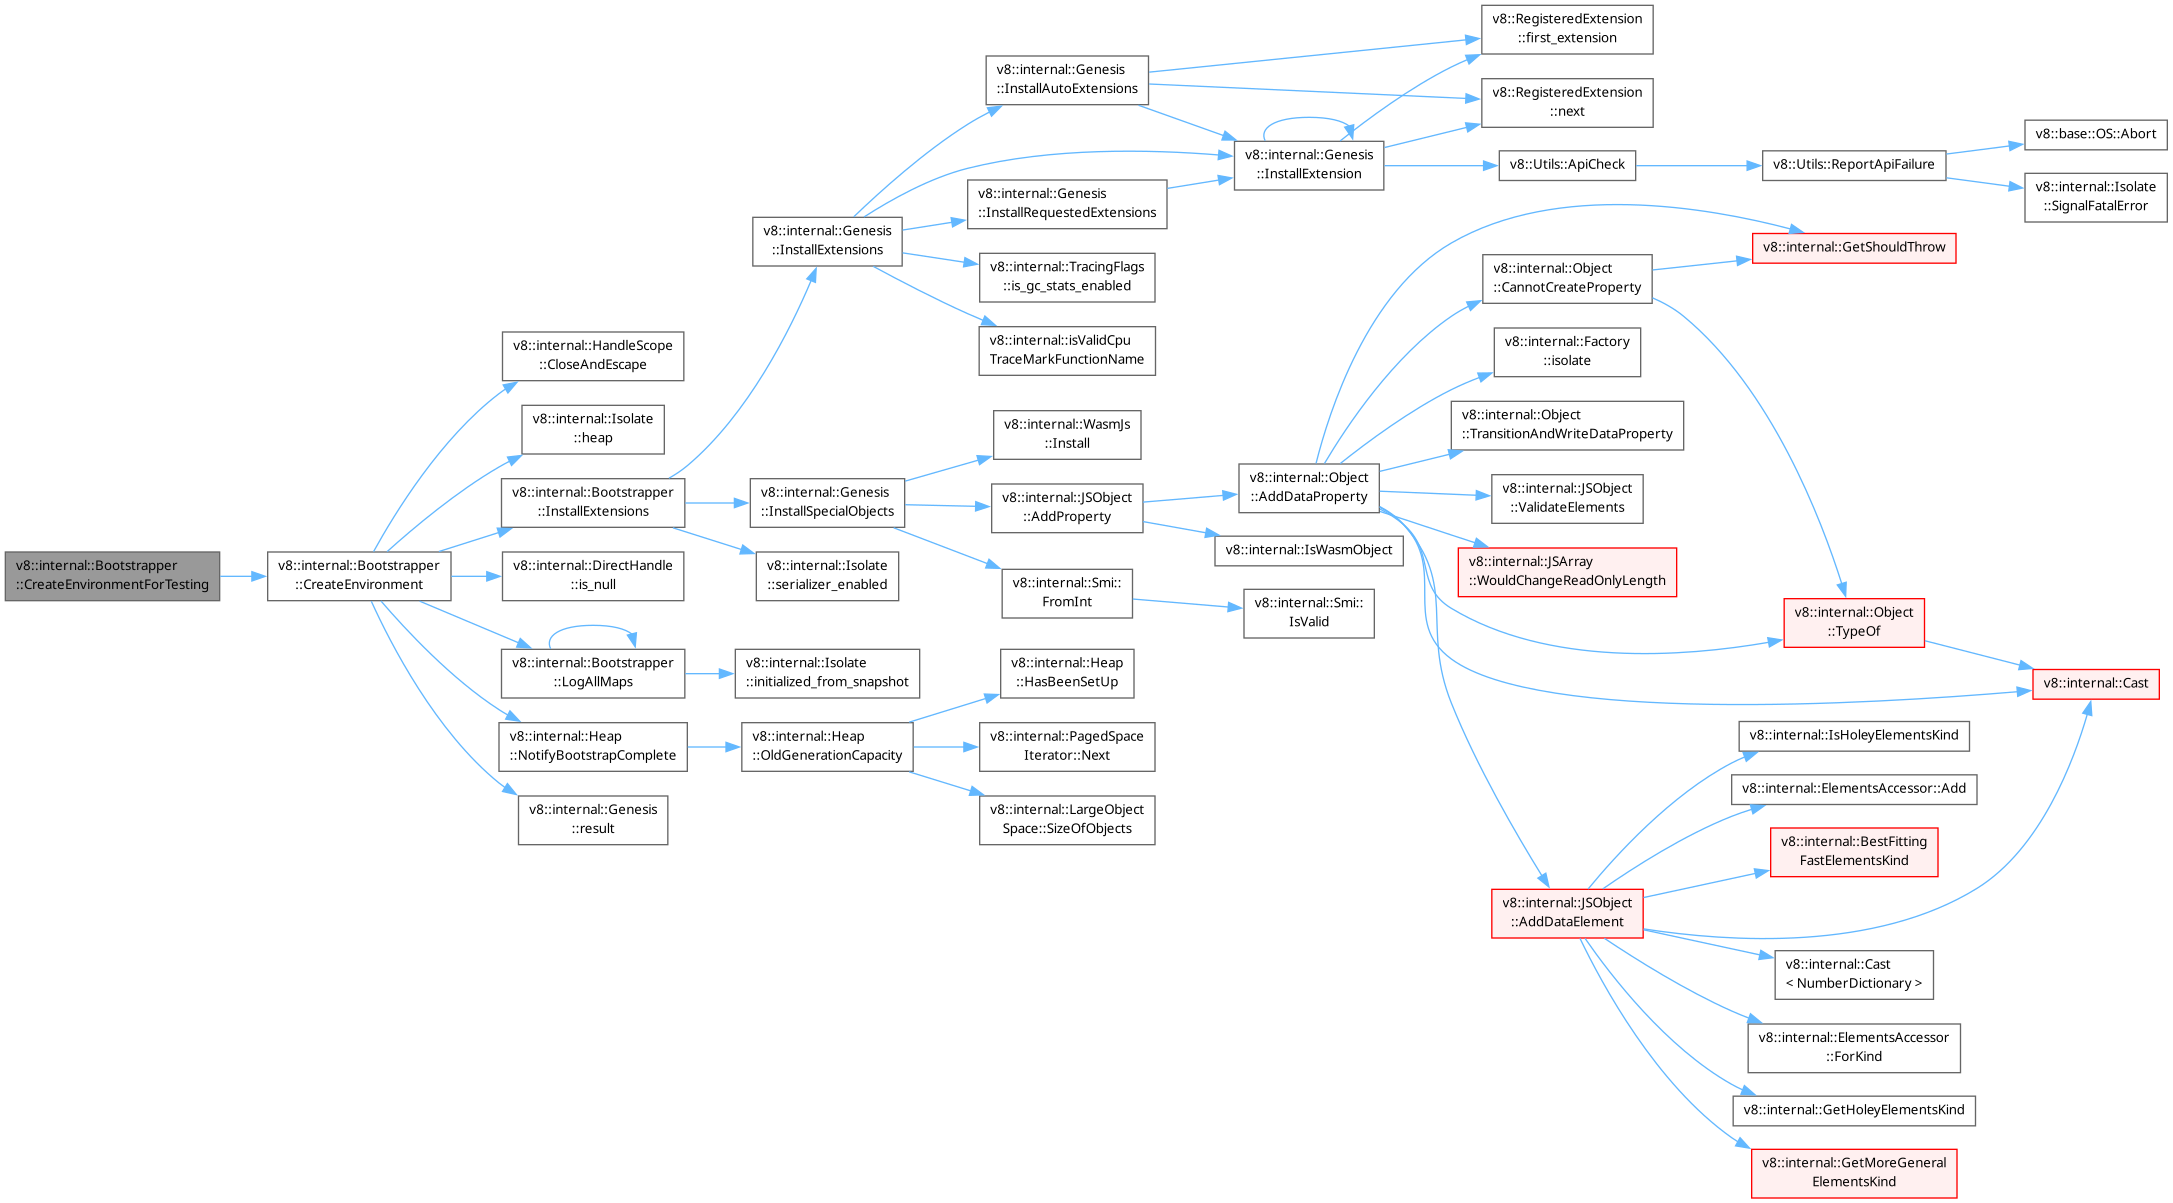 v8::internal::Bootstrapper
::CreateEnvironmentForTesting
v8::internal::Bootstrapper
::CreateEnvironment
v8::internal::HandleScope
::CloseAndEscape
v8::internal::Isolate
::heap
v8::internal::Bootstrapper
::InstallExtensions
v8::internal::DirectHandle
::is_null
v8::internal::Bootstrapper
::LogAllMaps
v8::internal::Heap
::NotifyBootstrapComplete
v8::internal::Genesis
::result
v8::internal::Genesis
::InstallExtensions
v8::internal::Genesis
::InstallSpecialObjects
v8::internal::Isolate
::serializer_enabled
v8::internal::Isolate
::initialized_from_snapshot
v8::internal::Heap
::OldGenerationCapacity
v8::internal::Genesis
::InstallAutoExtensions
v8::internal::Genesis
::InstallRequestedExtensions
v8::internal::TracingFlags
::is_gc_stats_enabled
v8::internal::isValidCpu
TraceMarkFunctionName
v8::internal::WasmJs
::Install
v8::internal::JSObject
::AddProperty
v8::internal::Smi::
FromInt
v8::internal::Heap
::HasBeenSetUp
v8::internal::PagedSpace
Iterator::Next
v8::internal::LargeObject
Space::SizeOfObjects
v8::internal::Genesis
::InstallExtension
v8::internal::Object
::AddDataProperty
v8::internal::IsWasmObject
v8::internal::Smi::
IsValid
v8::RegisteredExtension
::first_extension
v8::RegisteredExtension
::next
v8::Utils::ApiCheck
v8::internal::Object
::CannotCreateProperty
v8::internal::Factory
::isolate
v8::internal::Object
::TransitionAndWriteDataProperty
v8::internal::JSObject
::ValidateElements
v8::internal::JSArray
::WouldChangeReadOnlyLength
v8::internal::JSObject
::AddDataElement
v8::Utils::ReportApiFailure
v8::internal::GetShouldThrow
v8::internal::Object
::TypeOf
v8::internal::IsHoleyElementsKind
v8::internal::ElementsAccessor::Add
v8::internal::BestFitting
FastElementsKind
v8::internal::Cast
< NumberDictionary >
v8::internal::ElementsAccessor
::ForKind
v8::internal::GetHoleyElementsKind
v8::internal::GetMoreGeneral
ElementsKind
v8::base::OS::Abort
v8::internal::Isolate
::SignalFatalError
v8::internal::Cast